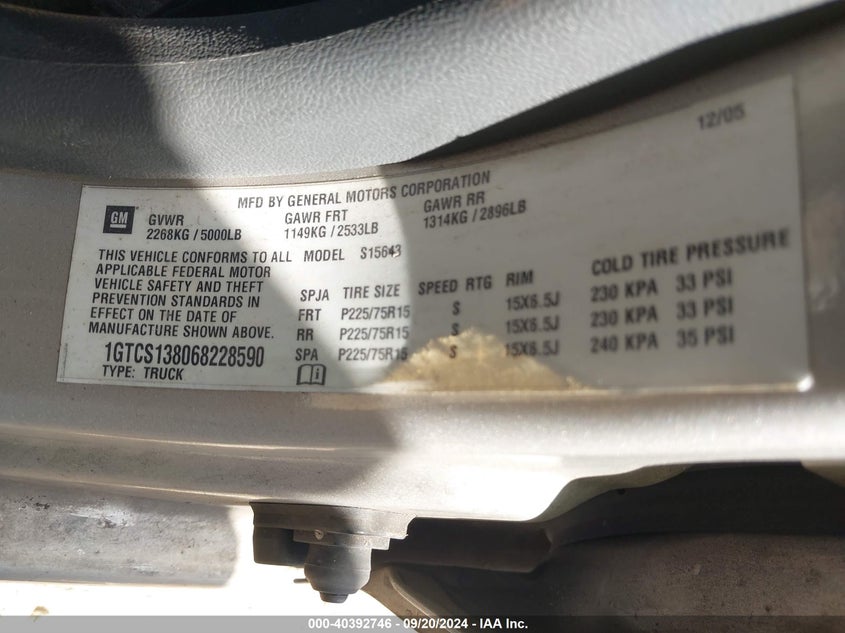 12/05
MFD BY GENERAL MOTORS CORPORATION
GM GVWR GAWR FRT GAWR RR
2268KG / 5000LB 1149KG / 2533LB 1314KG / 2896LB
THIS VEHICLE CONFORMS TO ALL MODEL S15643
APPLICABLE FEDERAL MOTOR
VEHICLE SAFETY AND THEFT
PREVENTION STANDARDS IN
EFFECT ON THE DATE OF
MANUFACTURE SHOWN ABOVE.
1GTCS138068228590
TYPE: TRUCK
SPJA TIRE SIZE SPEED RTG RIM COLD TIRE PRESSURE
FRT P225/75R15 S 15X6.5J 230 KPA 33 PSI
RR P225/75R15 S 15X6.5J 230 KPA 33 PSI
SPA P225/75R15 S 15X6.5J 240 KPA 35 PSI
000-40392746 - 09/20/2024 - IAA Inc.